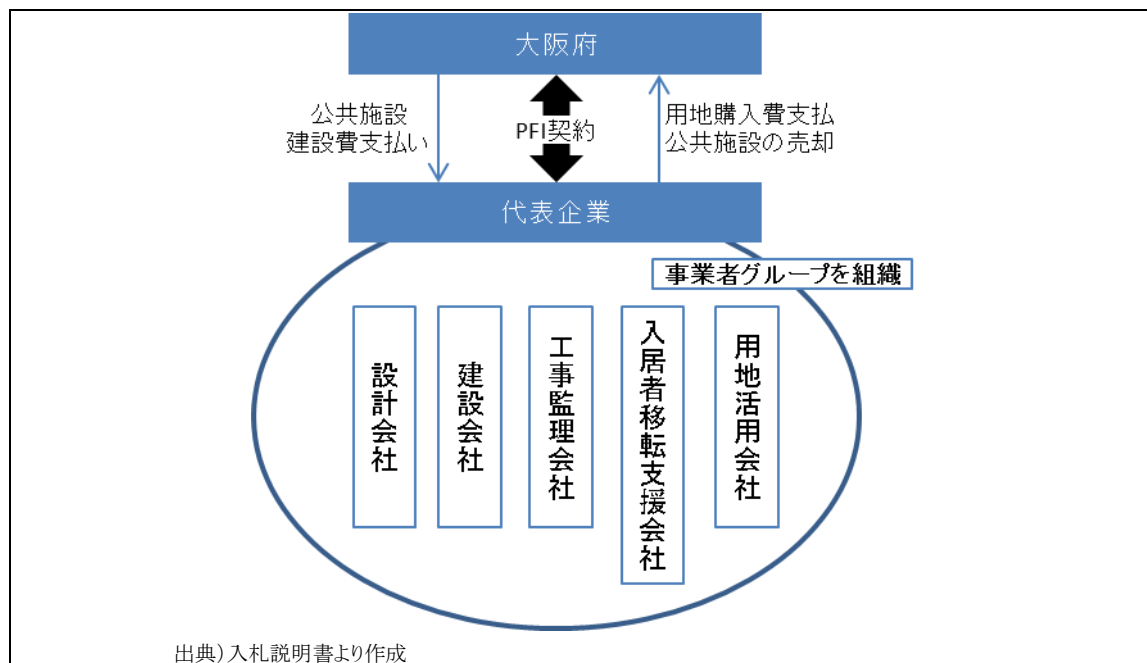 大阪府
公共施設
建設費支払い
PFI契約
用地購入費支払
公共施設の売却
代表企業
事業者グループを組織
設計会社
建設会社
工事監理会社
入居者移転支援会社
用地活用会社
出典）入札説明書より作成